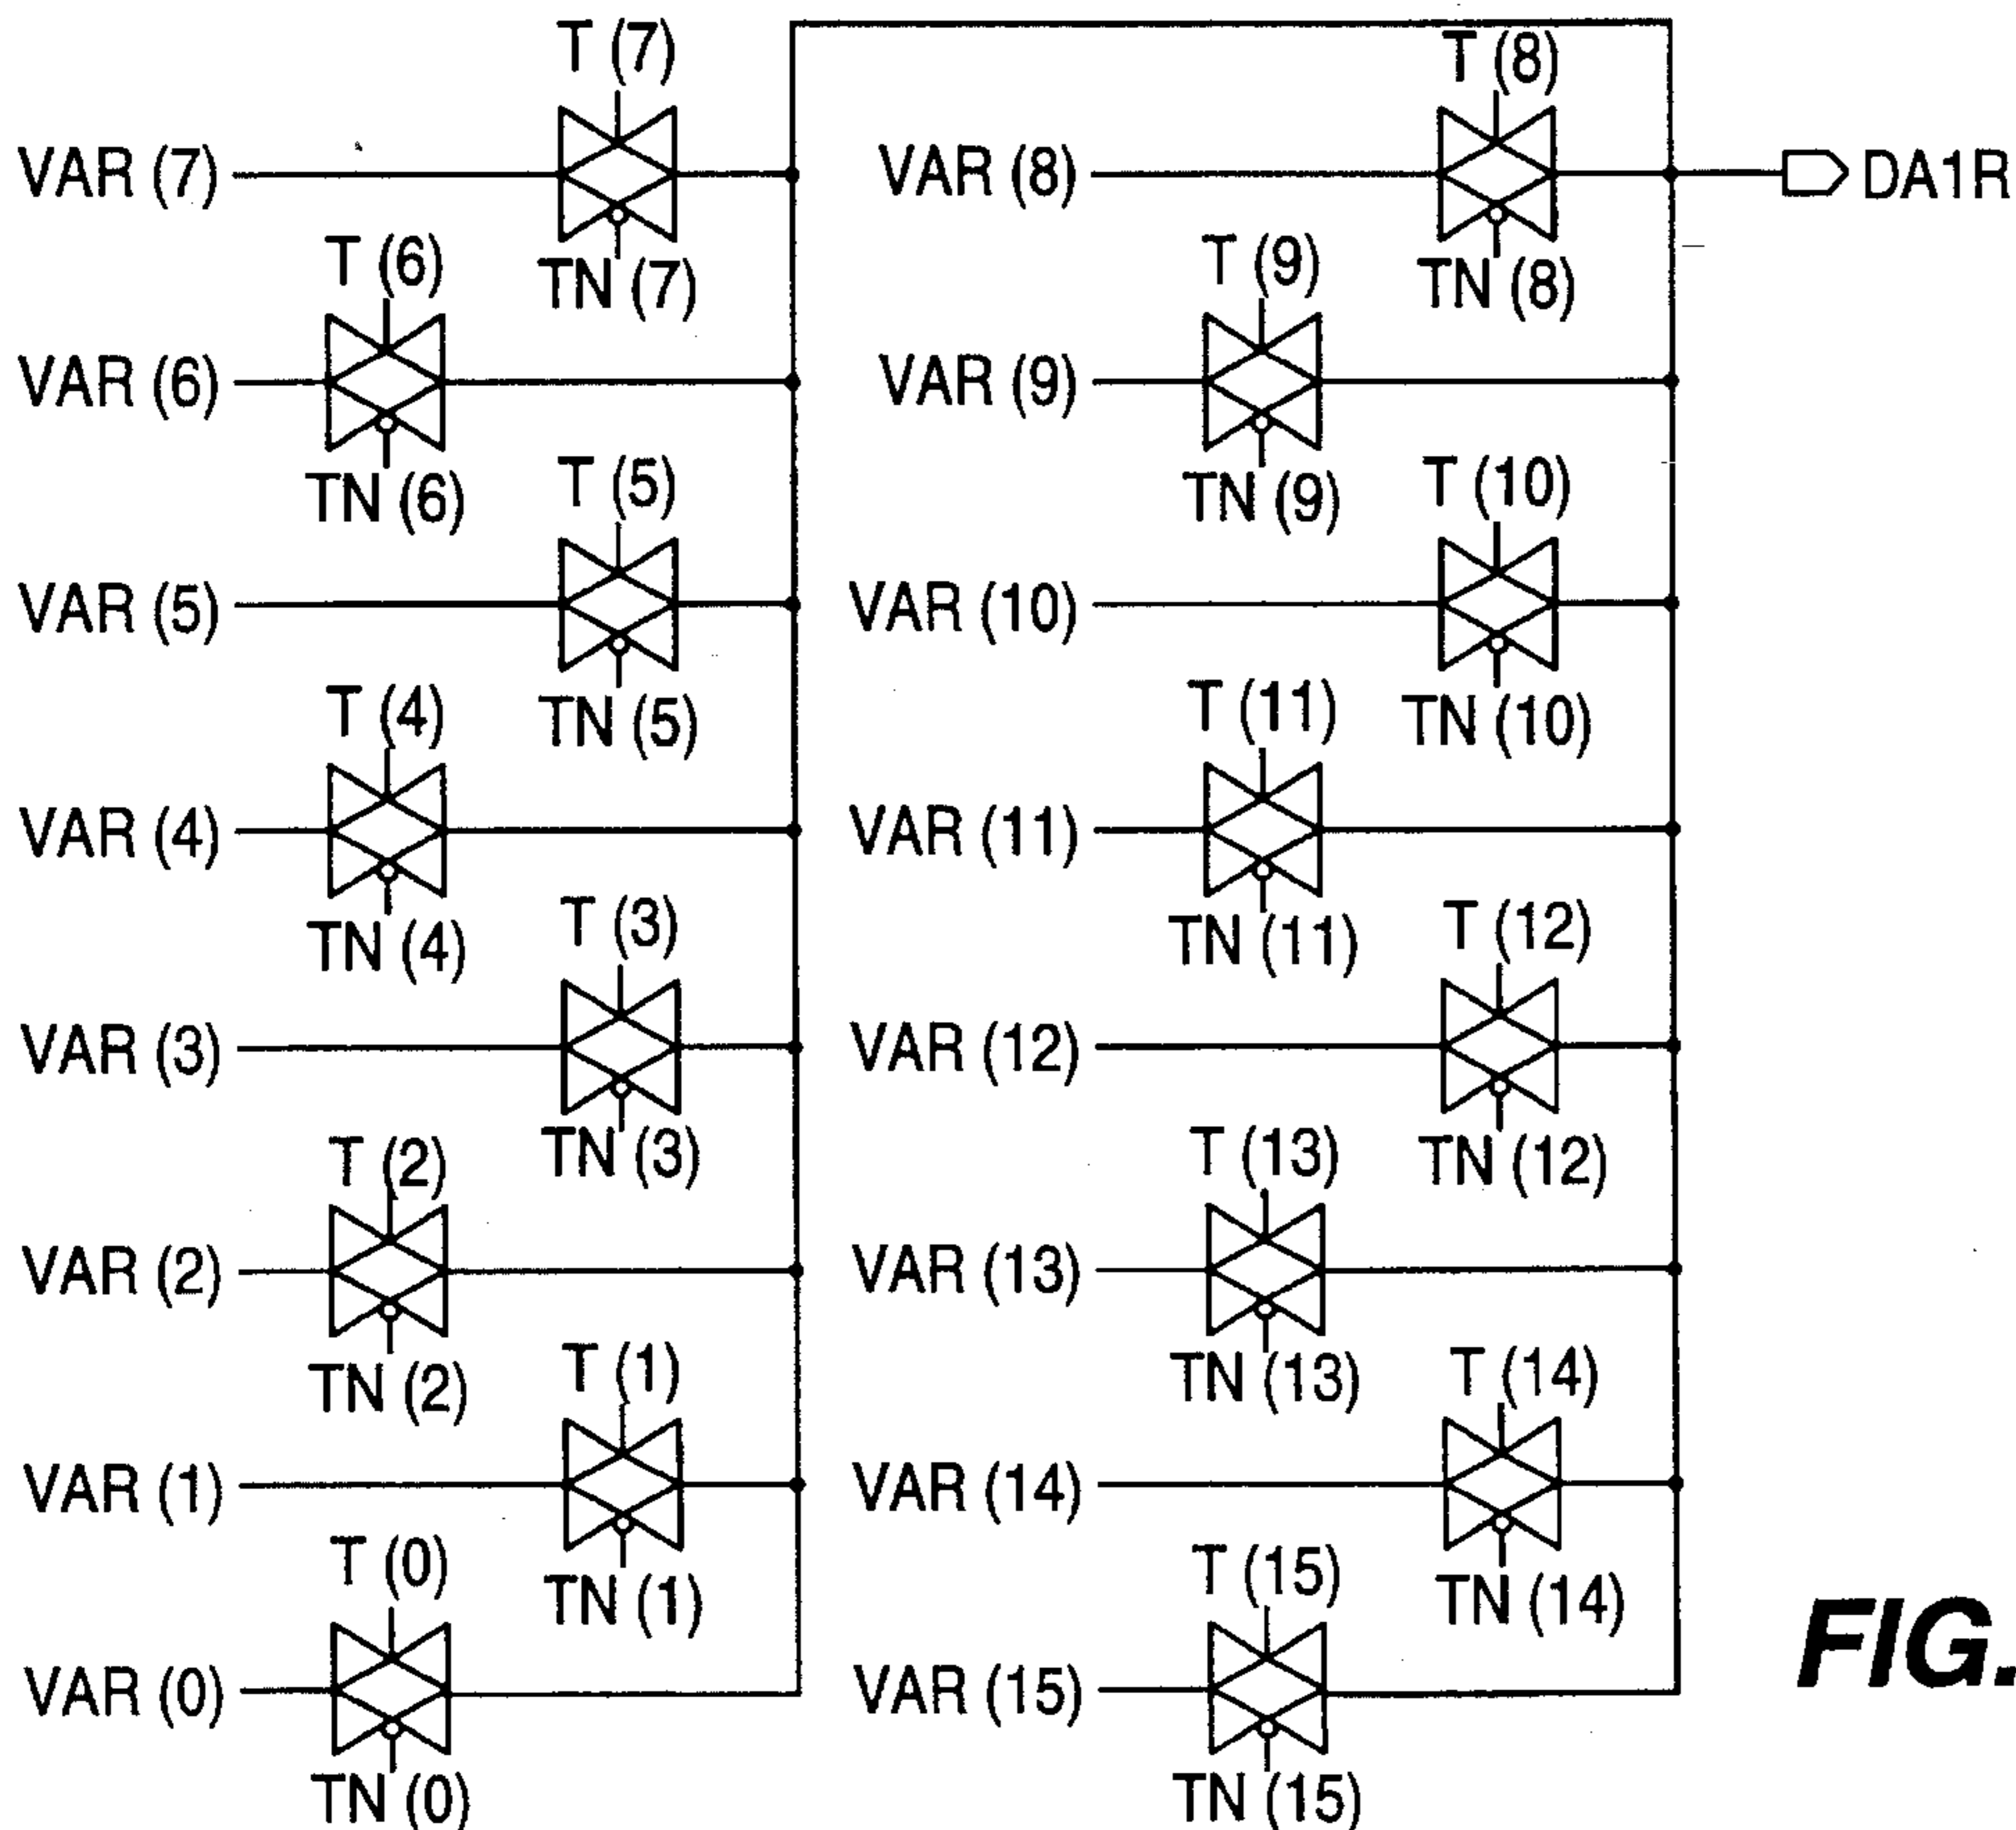 T (7)
T (8)
VAR (7)
VAR (8)
DA1R
TN (7)
TN (8)
T (6)
T (9)
VAR (6)
VAR (9)
TN (6)
TN (9)
T (5)
T (10)
VAR (5)
VAR (10)
TN (5)
TN (10)
T (4)
T (11)
VAR (4)
VAR (11)
TN (4)
TN (11)
T (3)
T (12)
VAR (3)
VAR (12)
TN (3)
TN (12)
T (2)
T (13)
VAR (2)
VAR (13)
TN (2)
TN (13)
T (1)
T (14)
VAR (1)
VAR (14)
TN (1)
TN (14)
T (0)
T (15)
VAR (0)
VAR (15)
TN (0)
TN (15)
FIG.